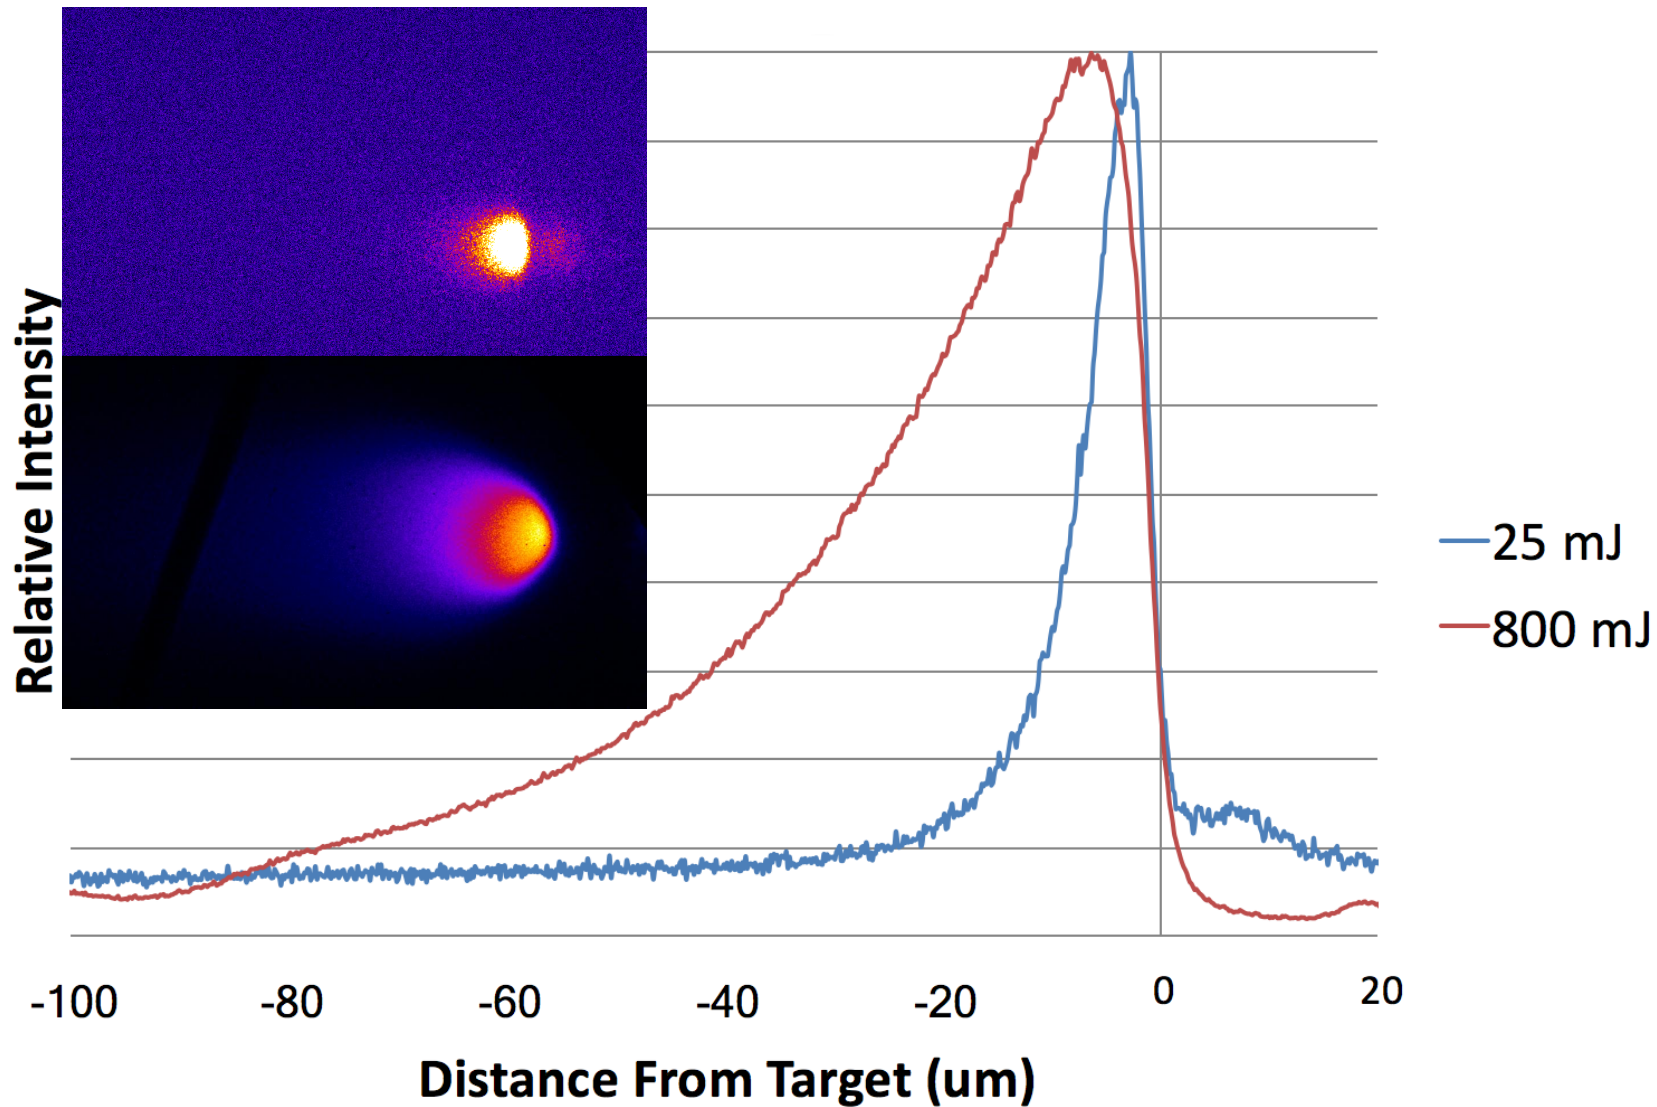 Relative Intensity
25 mJ
800 mJ
-100 -80 -60 -40 -20 0 20
Distance From Target (um)